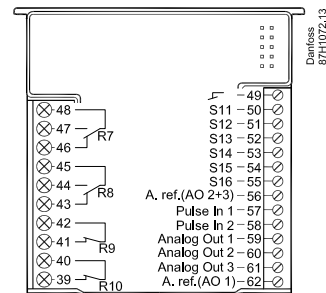 Danfoss
87H1072.13
48
47
R7
46
45
44
R8
43
42
41
R9
40
39
R10
49
S11 50
S12 51
S13 52
S14 53
S15 54
S16 55
A. ref.(AO 2+3) 56
Pulse In 1 57
Pulse In 2 58
Analog Out 1 59
Analog Out 2 60
Analog Out 3 61
A. ref.(AO 1) 62